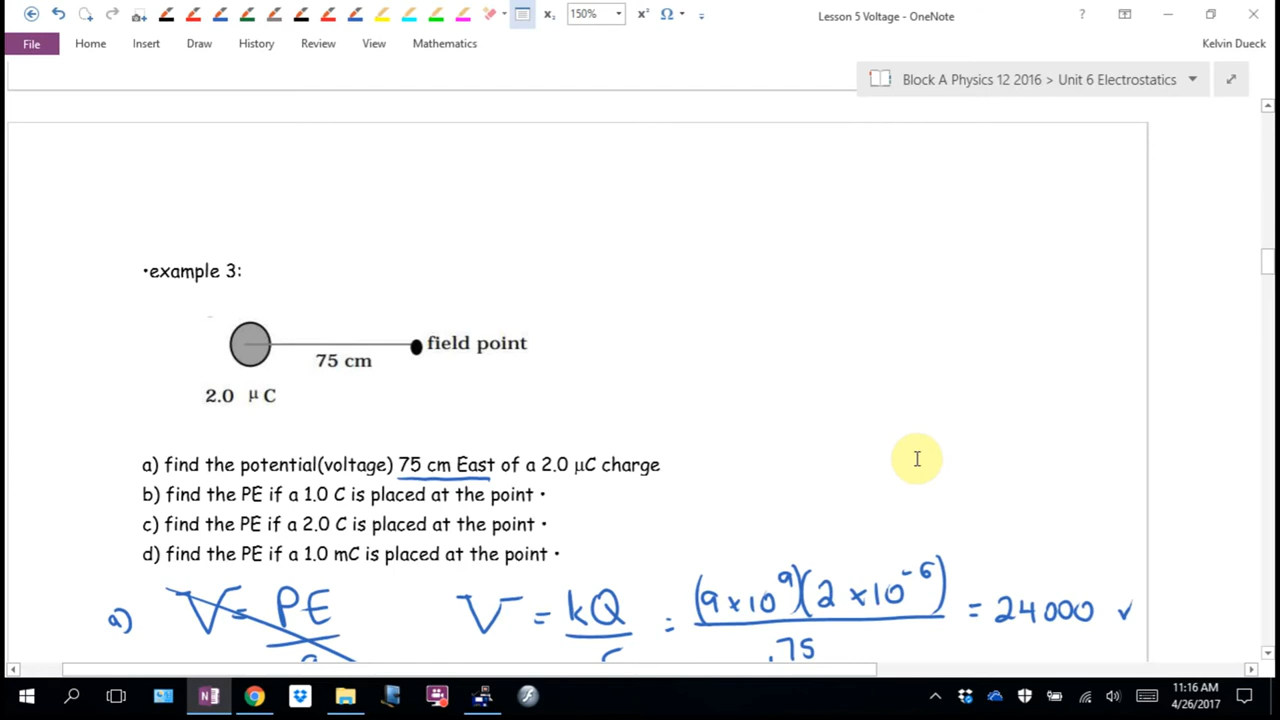 150%
x₂
x²
Ω
Lesson 5 Voltage - OneNote
?
File
Home
Insert
Draw
History
Review
View
Mathematics
Kelvin Dueck
Block A Physics 12 2016 > Unit 6 Electrostatics
•example 3:
field point
75 cm
2.0 μC
a) find the potential(voltage) 75 cm East of a 2.0 μC charge
b) find the PE if a 1.0 C is placed at the point •
c) find the PE if a 2.0 C is placed at the point •
d) find the PE if a 1.0 mC is placed at the point •
a) V = PE V = kQ = (9 x 10⁹)(2 x 10⁻⁶) = 24000 V
.75
11:16 AM
4/26/2017